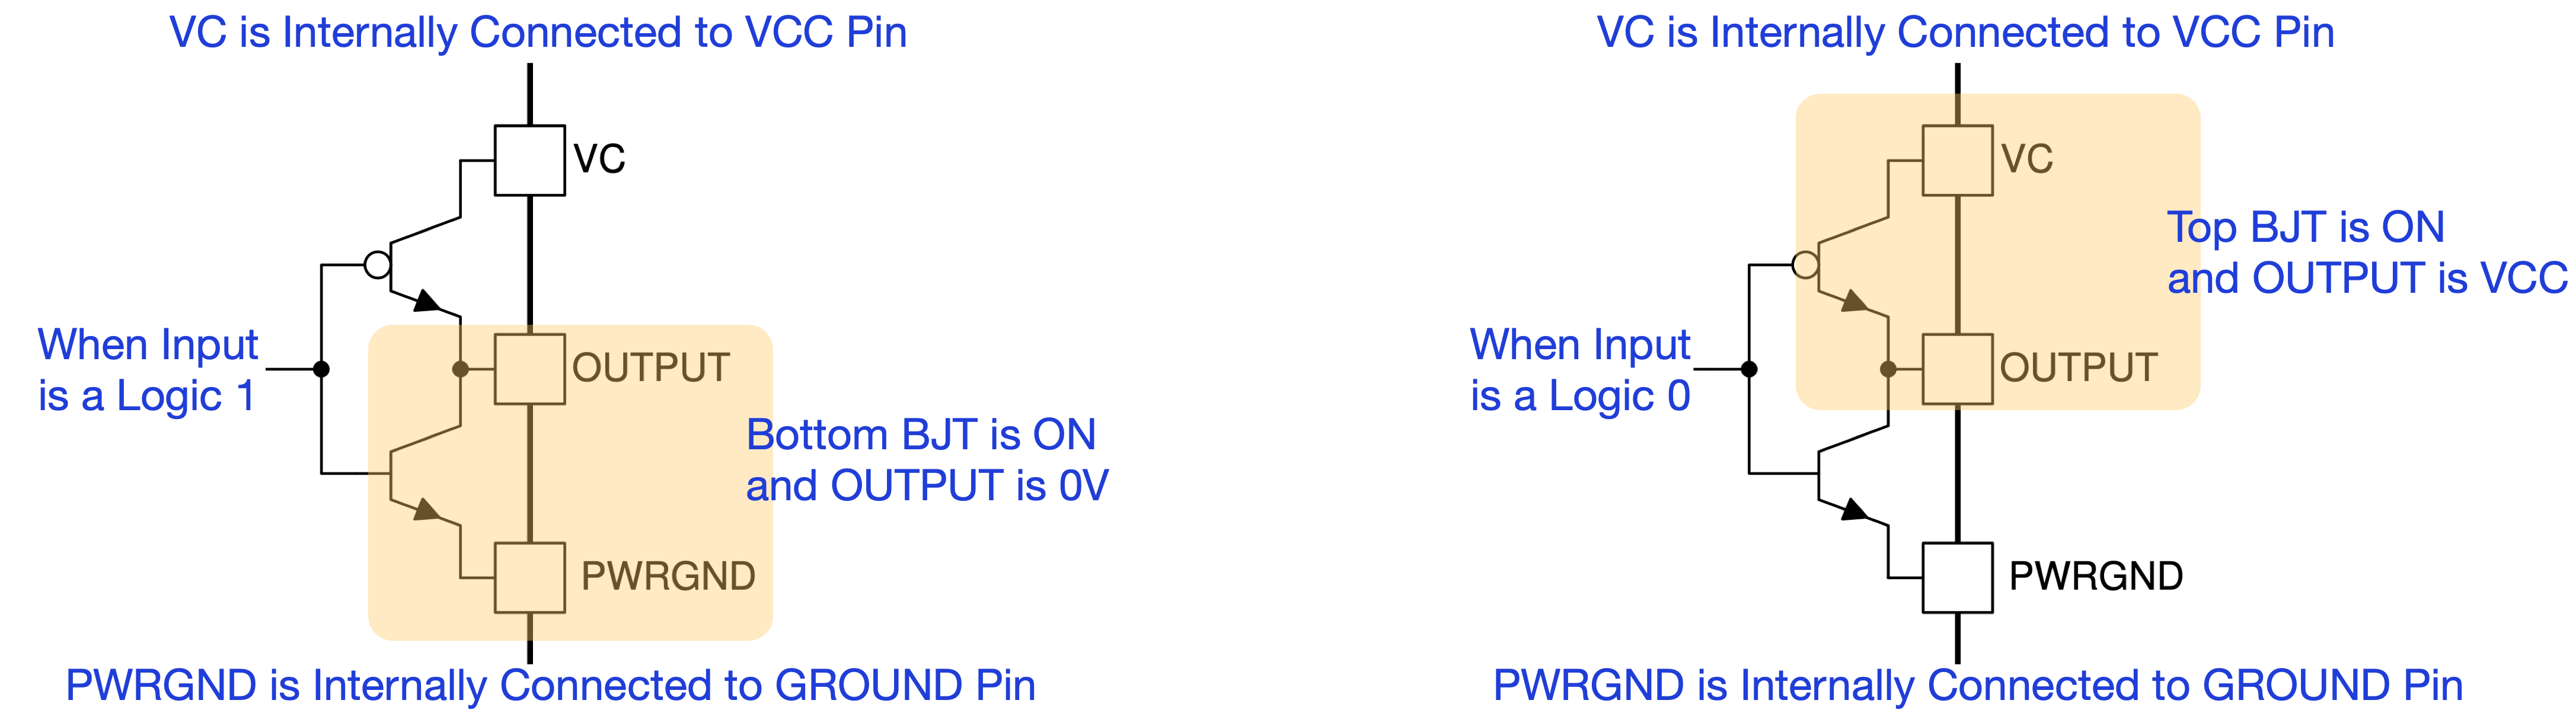 VC is Internally Connected to VCC Pin
VC
When Input
is a Logic 1
OUTPUT
Bottom BJT is ON
and OUTPUT is 0V
PWRGND
PWRGND is Internally Connected to GROUND Pin
VC is Internally Connected to VCC Pin
VC
Top BJT is ON
and OUTPUT is VCC
When Input
is a Logic 0
OUTPUT
PWRGND
PWRGND is Internally Connected to GROUND Pin